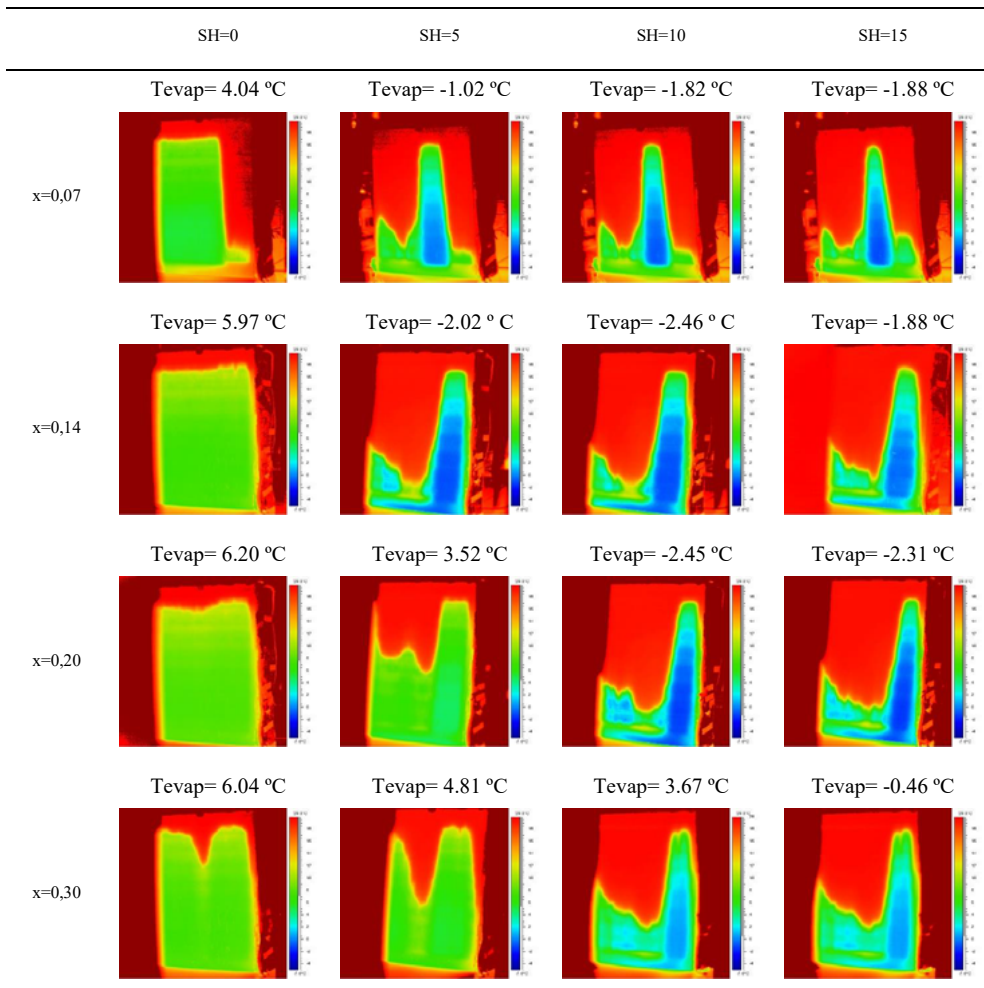 SH=0 SH=5 SH=10 SH=15
Tevap= 4.04 ºC Tevap= -1.02 ºC Tevap= -1.82 ºC Tevap= -1.88 ºC
x=0,07
Tevap= 5.97 ºC Tevap= -2.02 º C Tevap= -2.46 º C Tevap= -1.88 ºC
x=0,14
Tevap= 6.20 ºC Tevap= 3.52 ºC Tevap= -2.45 ºC Tevap= -2.31 ºC
x=0,20
Tevap= 6.04 ºC Tevap= 4.81 ºC Tevap= 3.67 ºC Tevap= -0.46 ºC
x=0,30